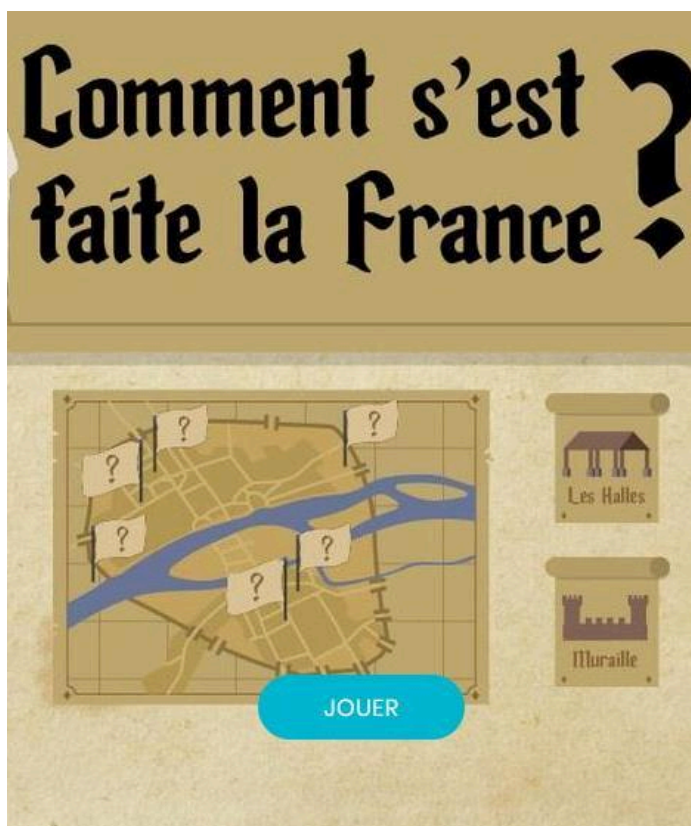 Comment s'est
faite la France ?
?
?
?
?
?
?
Les Halles
Muraille
JOUER